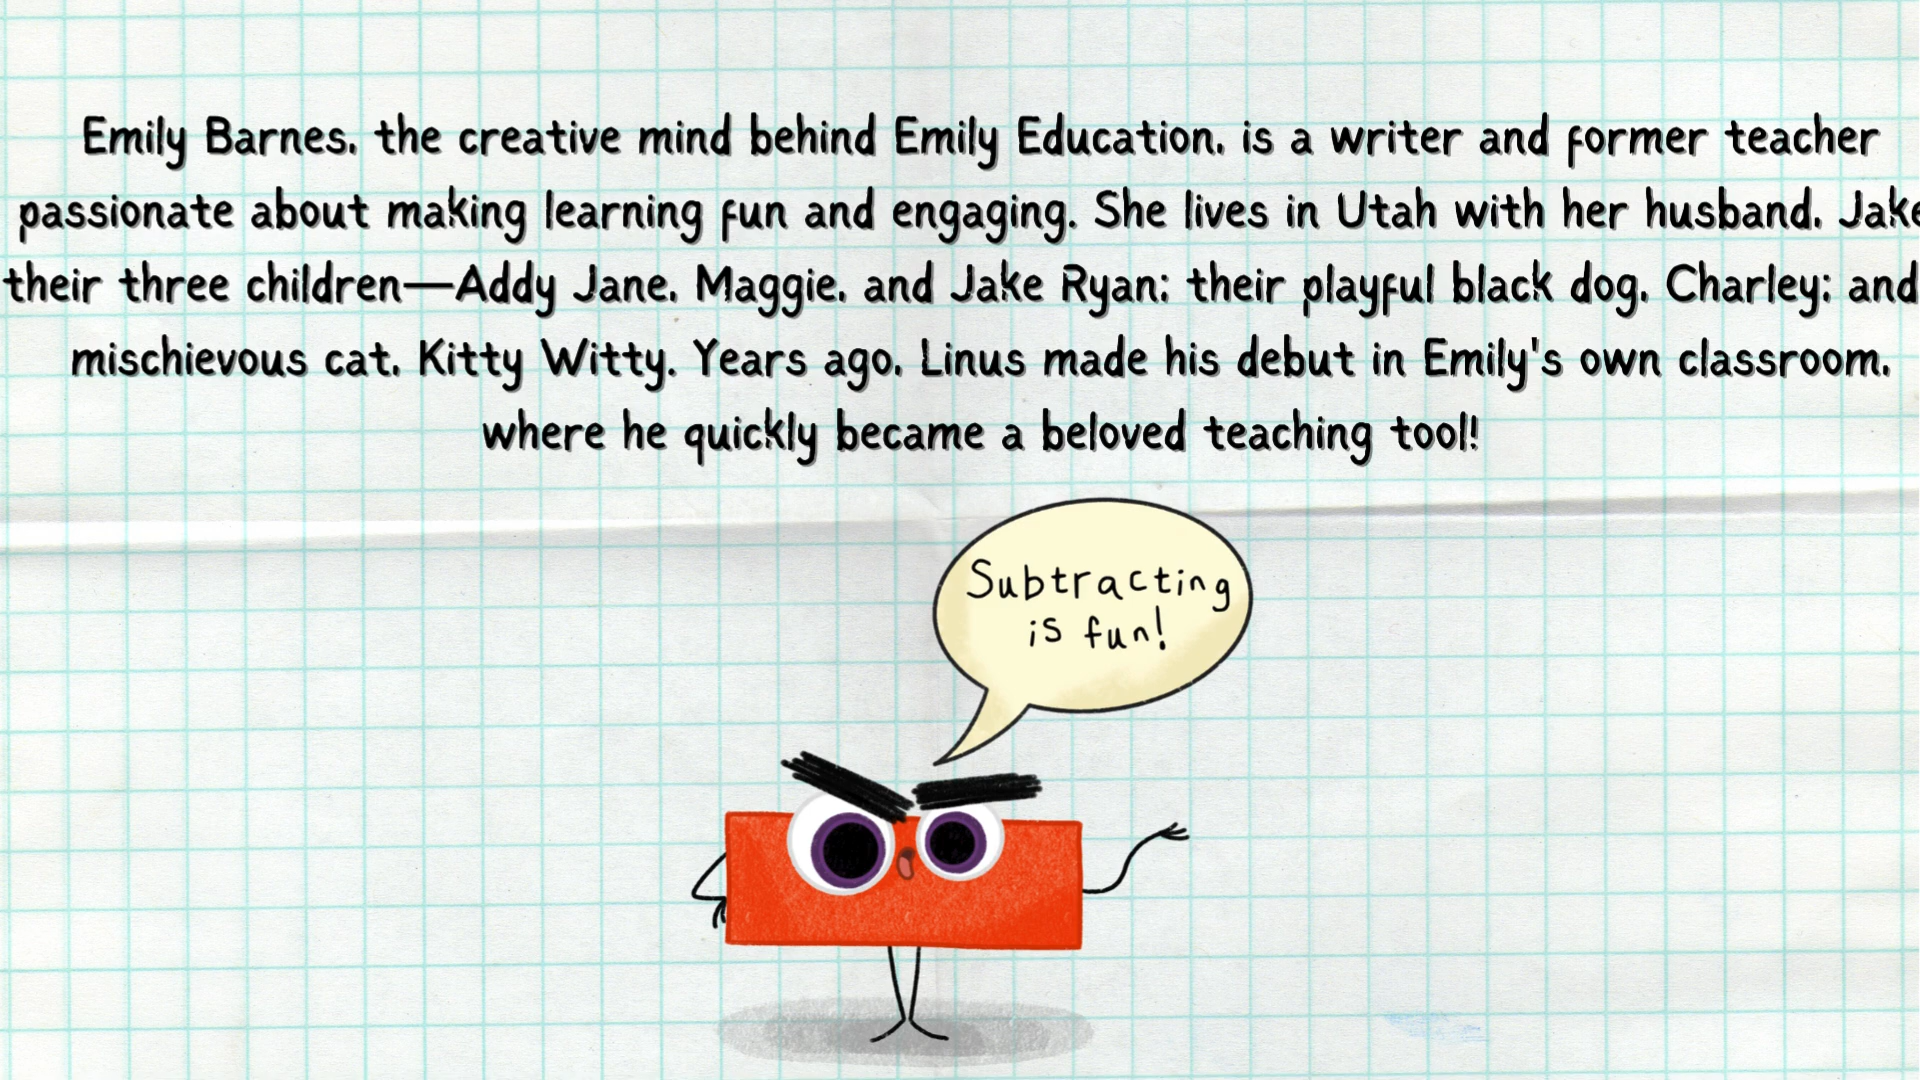 Emily Barnes, the creative mind behind Emily Education, is a writer and former teacher
passionate about making learning fun and engaging. She lives in Utah with her husband, Jake
their three children—Addy Jane, Maggie, and Jake Ryan; their playful black dog, Charley; and
mischievous cat, Kitty Witty. Years ago, Linus made his debut in Emily's own classroom,
where he quickly became a beloved teaching tool!
Subtracting
is fun!